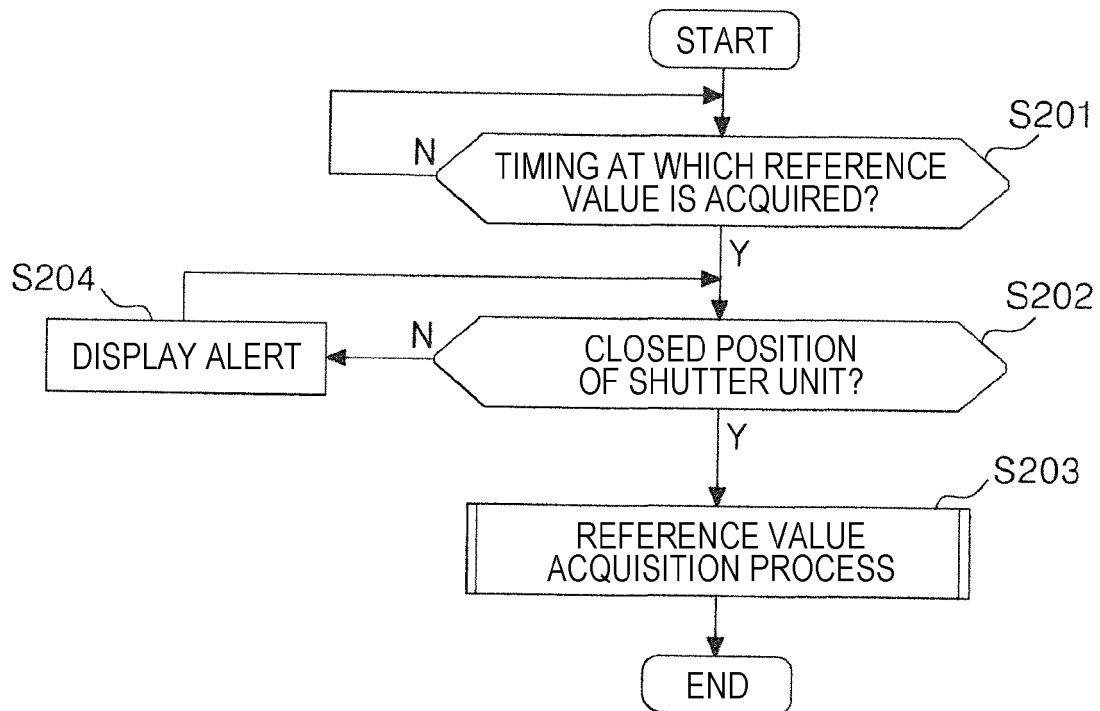 START
S201
N
TIMING AT WHICH REFERENCE
VALUE IS ACQUIRED?
Y
S204
S202
DISPLAY ALERT
N
CLOSED POSITION
OF SHUTTER UNIT?
Y
S203
REFERENCE VALUE
ACQUISITION PROCESS
END